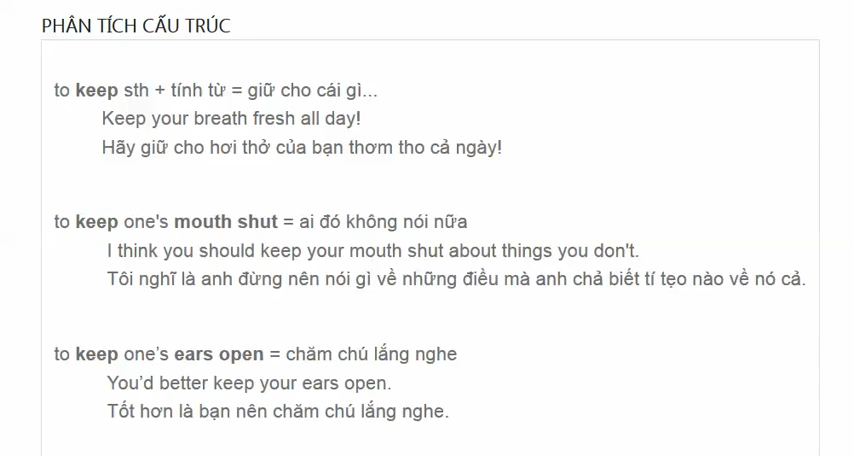 PHÂN TÍCH CẤU TRÚC
to keep sth + tính từ = giữ cho cái gì...
Keep your breath fresh all day!
Hãy giữ cho hơi thở của bạn thơm tho cả ngày!
to keep one's mouth shut = ai đó không nói nữa
I think you should keep your mouth shut about things you don't.
Tôi nghĩ là anh đừng nên nói gì về những điều mà anh chả biết tí tẹo nào về nó cả.
to keep one’s ears open = chăm chú lắng nghe
You’d better keep your ears open.
Tốt hơn là bạn nên chăm chú lắng nghe.